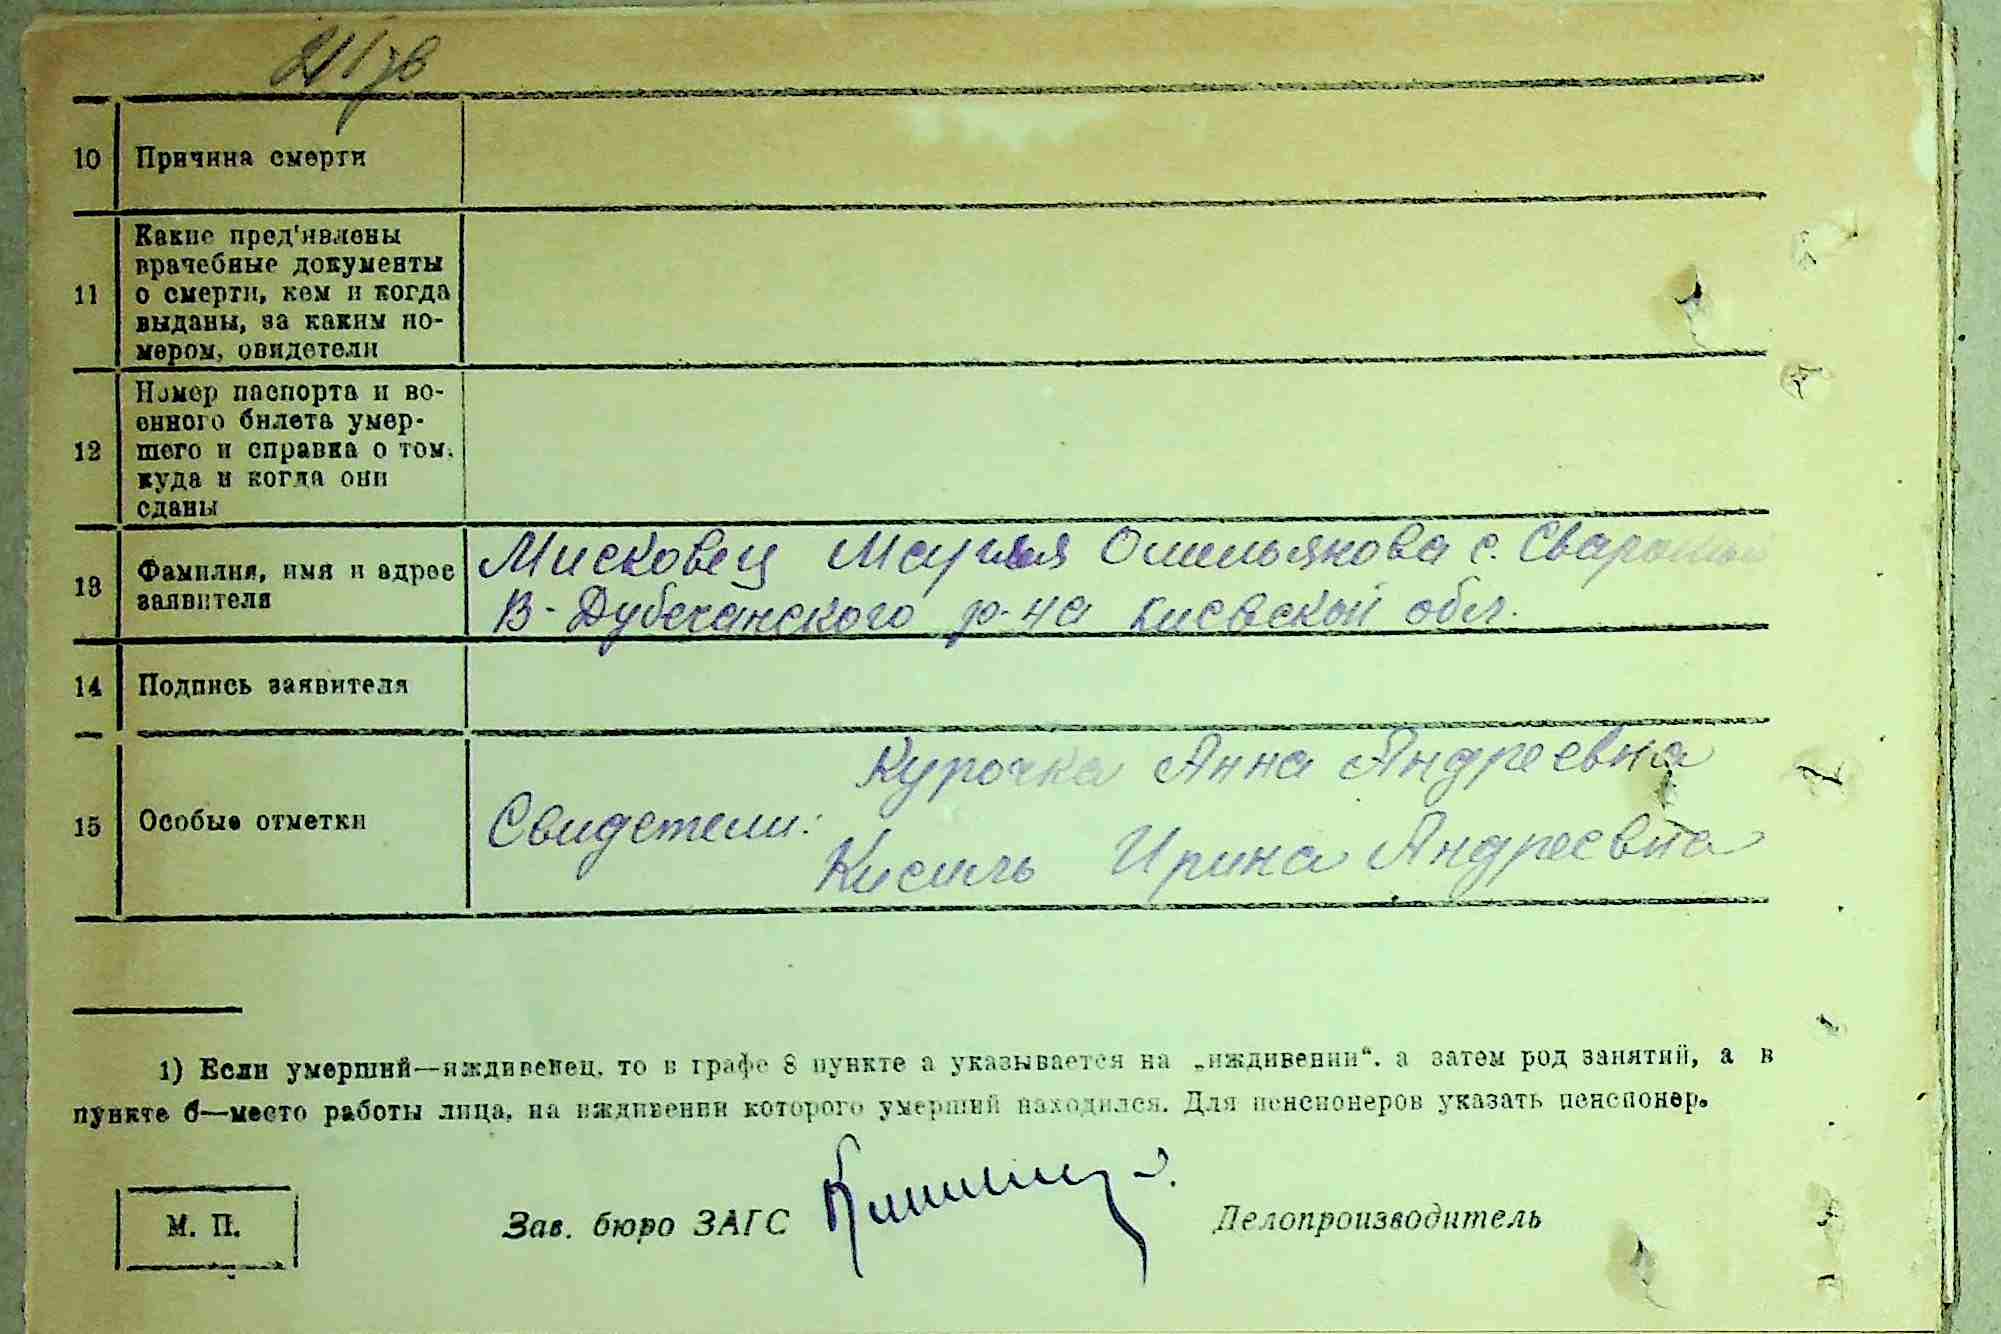 10 Причина смерти
11 Какие пред'явлены
врачебные документы
о смерти, кем и когда
выданы, за каким но-
мером, свидетели
12 Номер паспорта и во-
енного билета умер-
шего и справка о том,
куда и когда они
сданы
13 Фамилия, имя и адрес
заявителя
Мисковец Марья Омельянова с.
В-Дубечанского р-на Киевской обл.
14 Подпись заявителя
15 Особые отметки
Курочка Анна Андреевна
Свидетели:
Кисиль Ирина Андреевна
1) Если умерший—иждивенец, то в графе 8 пункте а указывается на „иждивении“, а затем род занятий, а в
пункте б—место работы лица, на иждивении которого умерший находился. Для пенсионеров указать пенсионер.
М. П.
Зав. бюро ЗАГС
Делопроизводитель